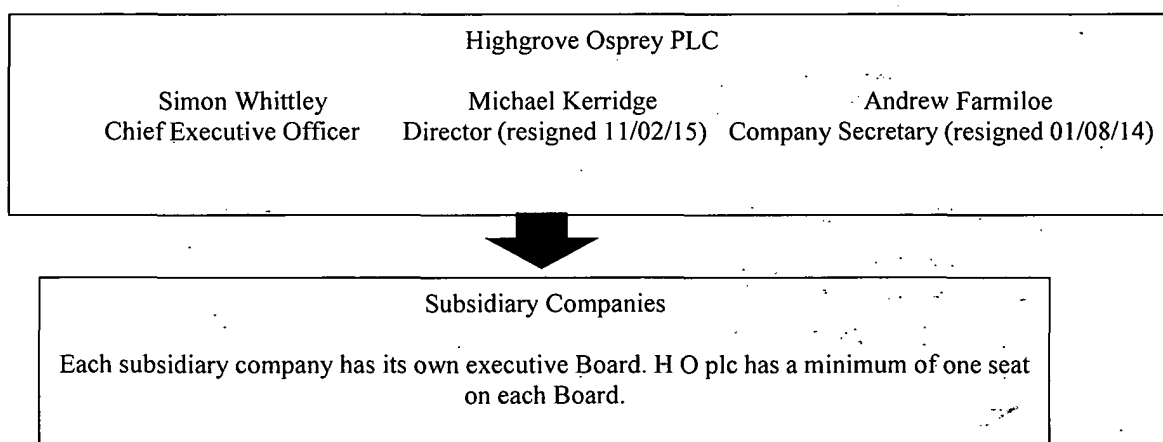 Highgrove Osprey PLC
Simon Whittley Michael Kerridge Andrew Farmiloe
Chief Executive Officer Director (resigned 11/02/15) Company Secretary (resigned 01/08/14)
Subsidiary Companies
Each subsidiary company has its own executive Board. H O plc has a minimum of one seat
on each Board.